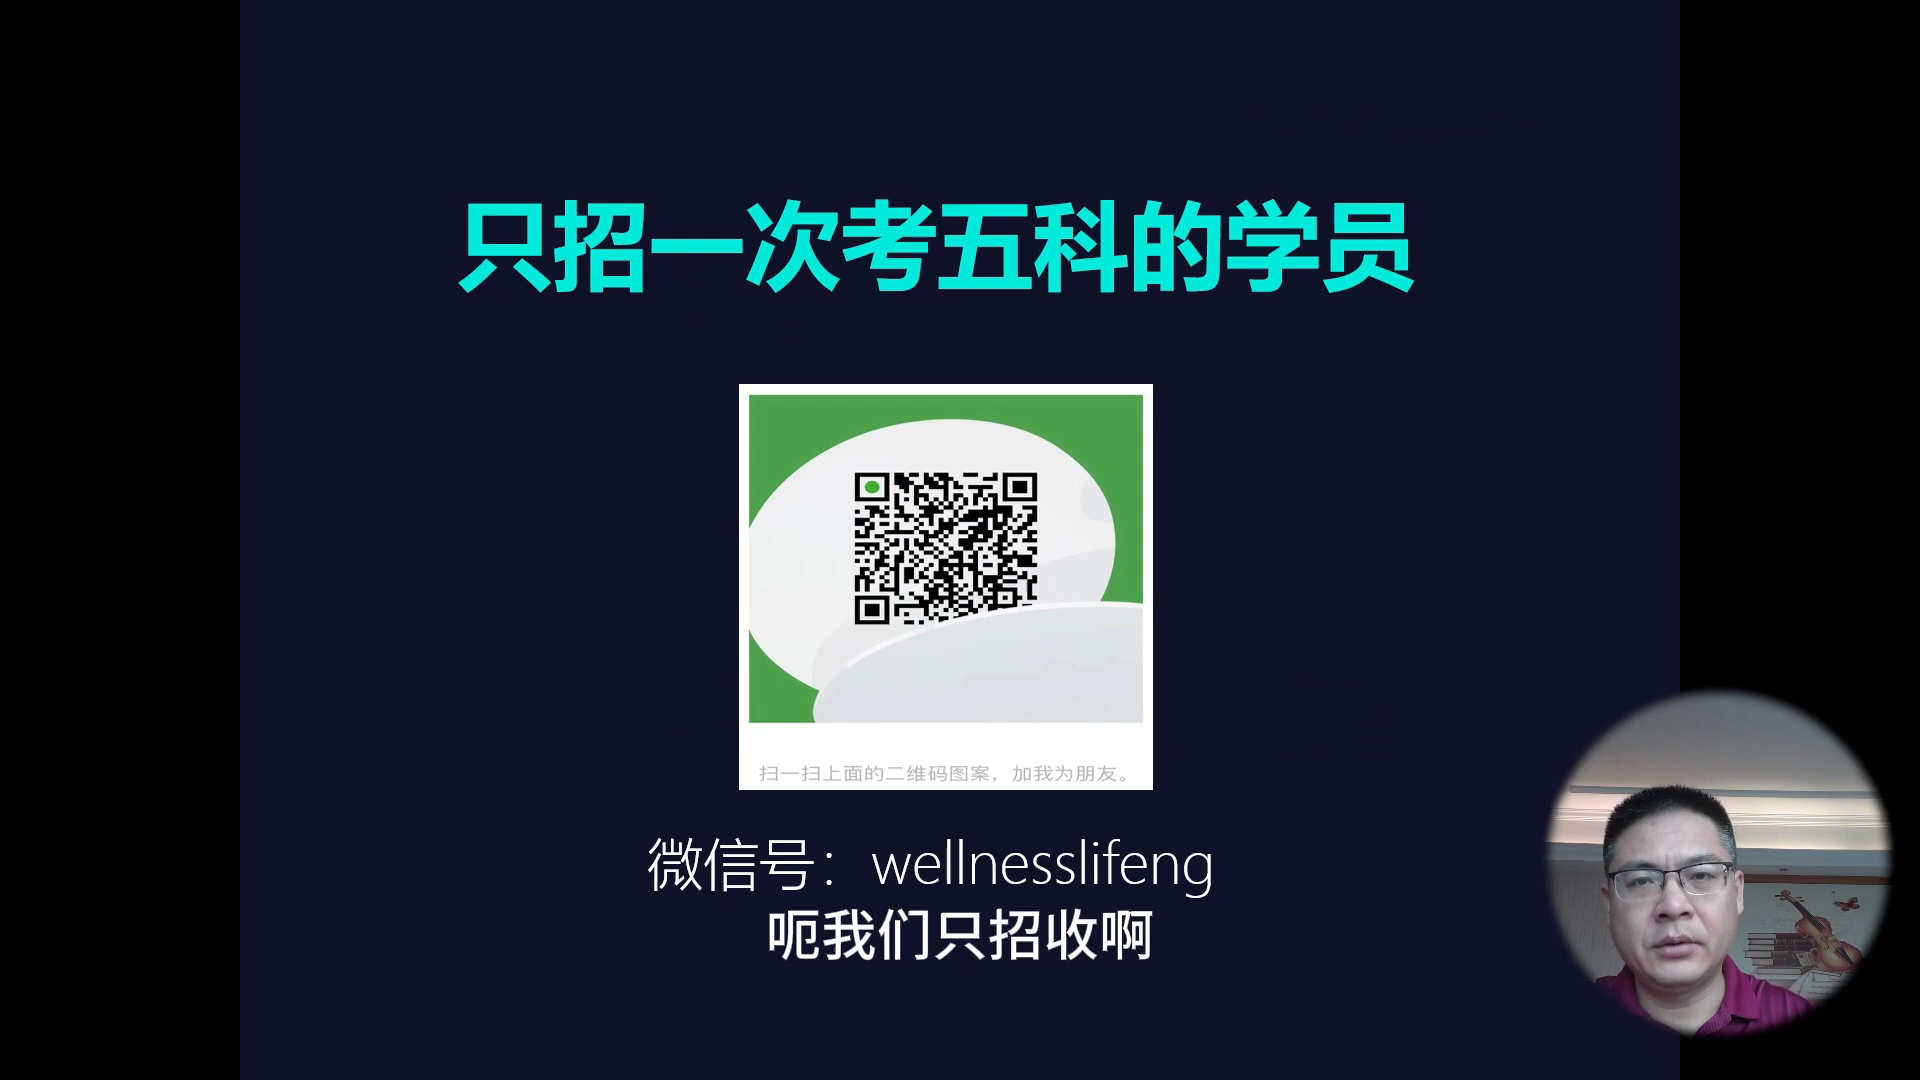 只招一次考五科的学员
扫一扫上面的二维码图案，加我为朋友。
微信号：wellnesslifeng
呃我们只招收啊